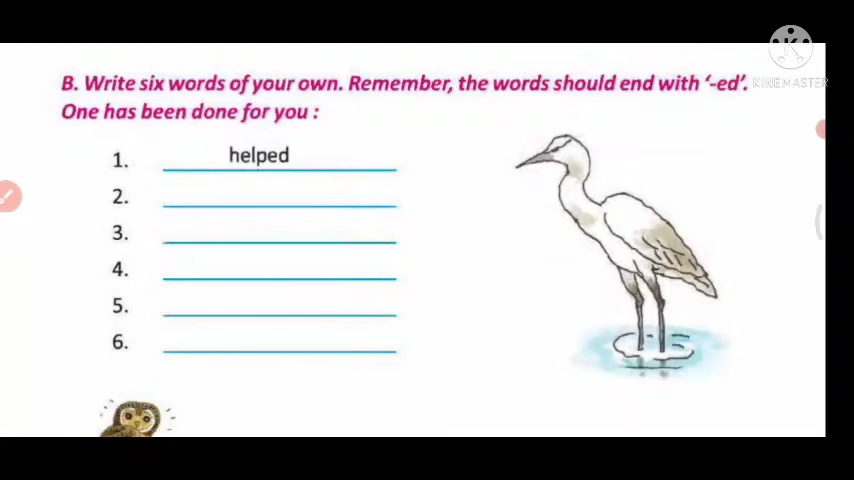 KINEMASTER
B. Write six words of your own. Remember, the words should end with ‘-ed’.
One has been done for you :
1. helped
2.
3.
4.
5.
6.